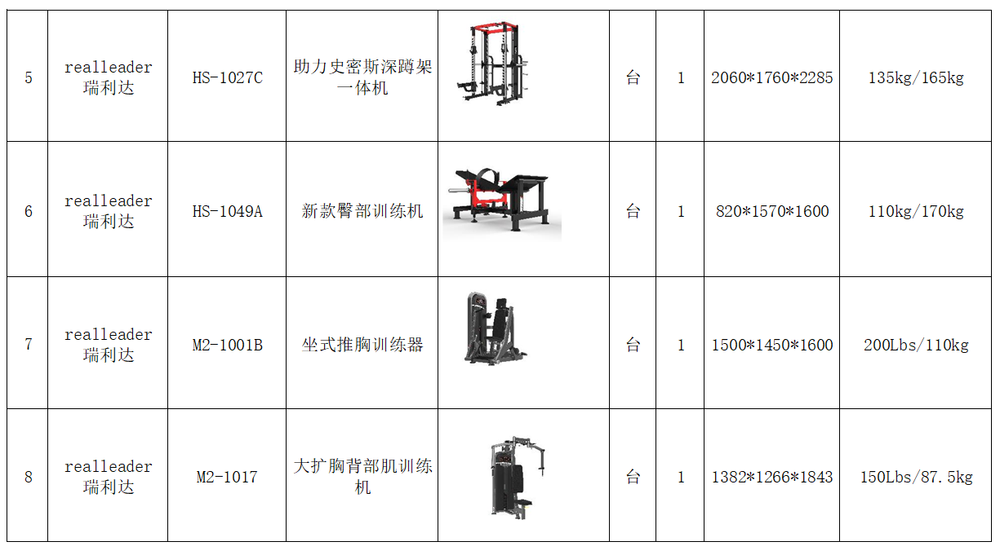 5 realleader 瑞利达 HS-1027C 助力史密斯深蹲架一体机 台 1 2060*1760*2285 135kg/165kg
6 realleader 瑞利达 HS-1049A 新款臀部训练机 台 1 820*1570*1600 110kg/170kg
7 realleader 瑞利达 M2-1001B 坐式推胸训练器 台 1 1500*1450*1600 200Lbs/110kg
8 realleader 瑞利达 M2-1017 大扩胸背部肌训练机 台 1 1382*1266*1843 150Lbs/87.5kg